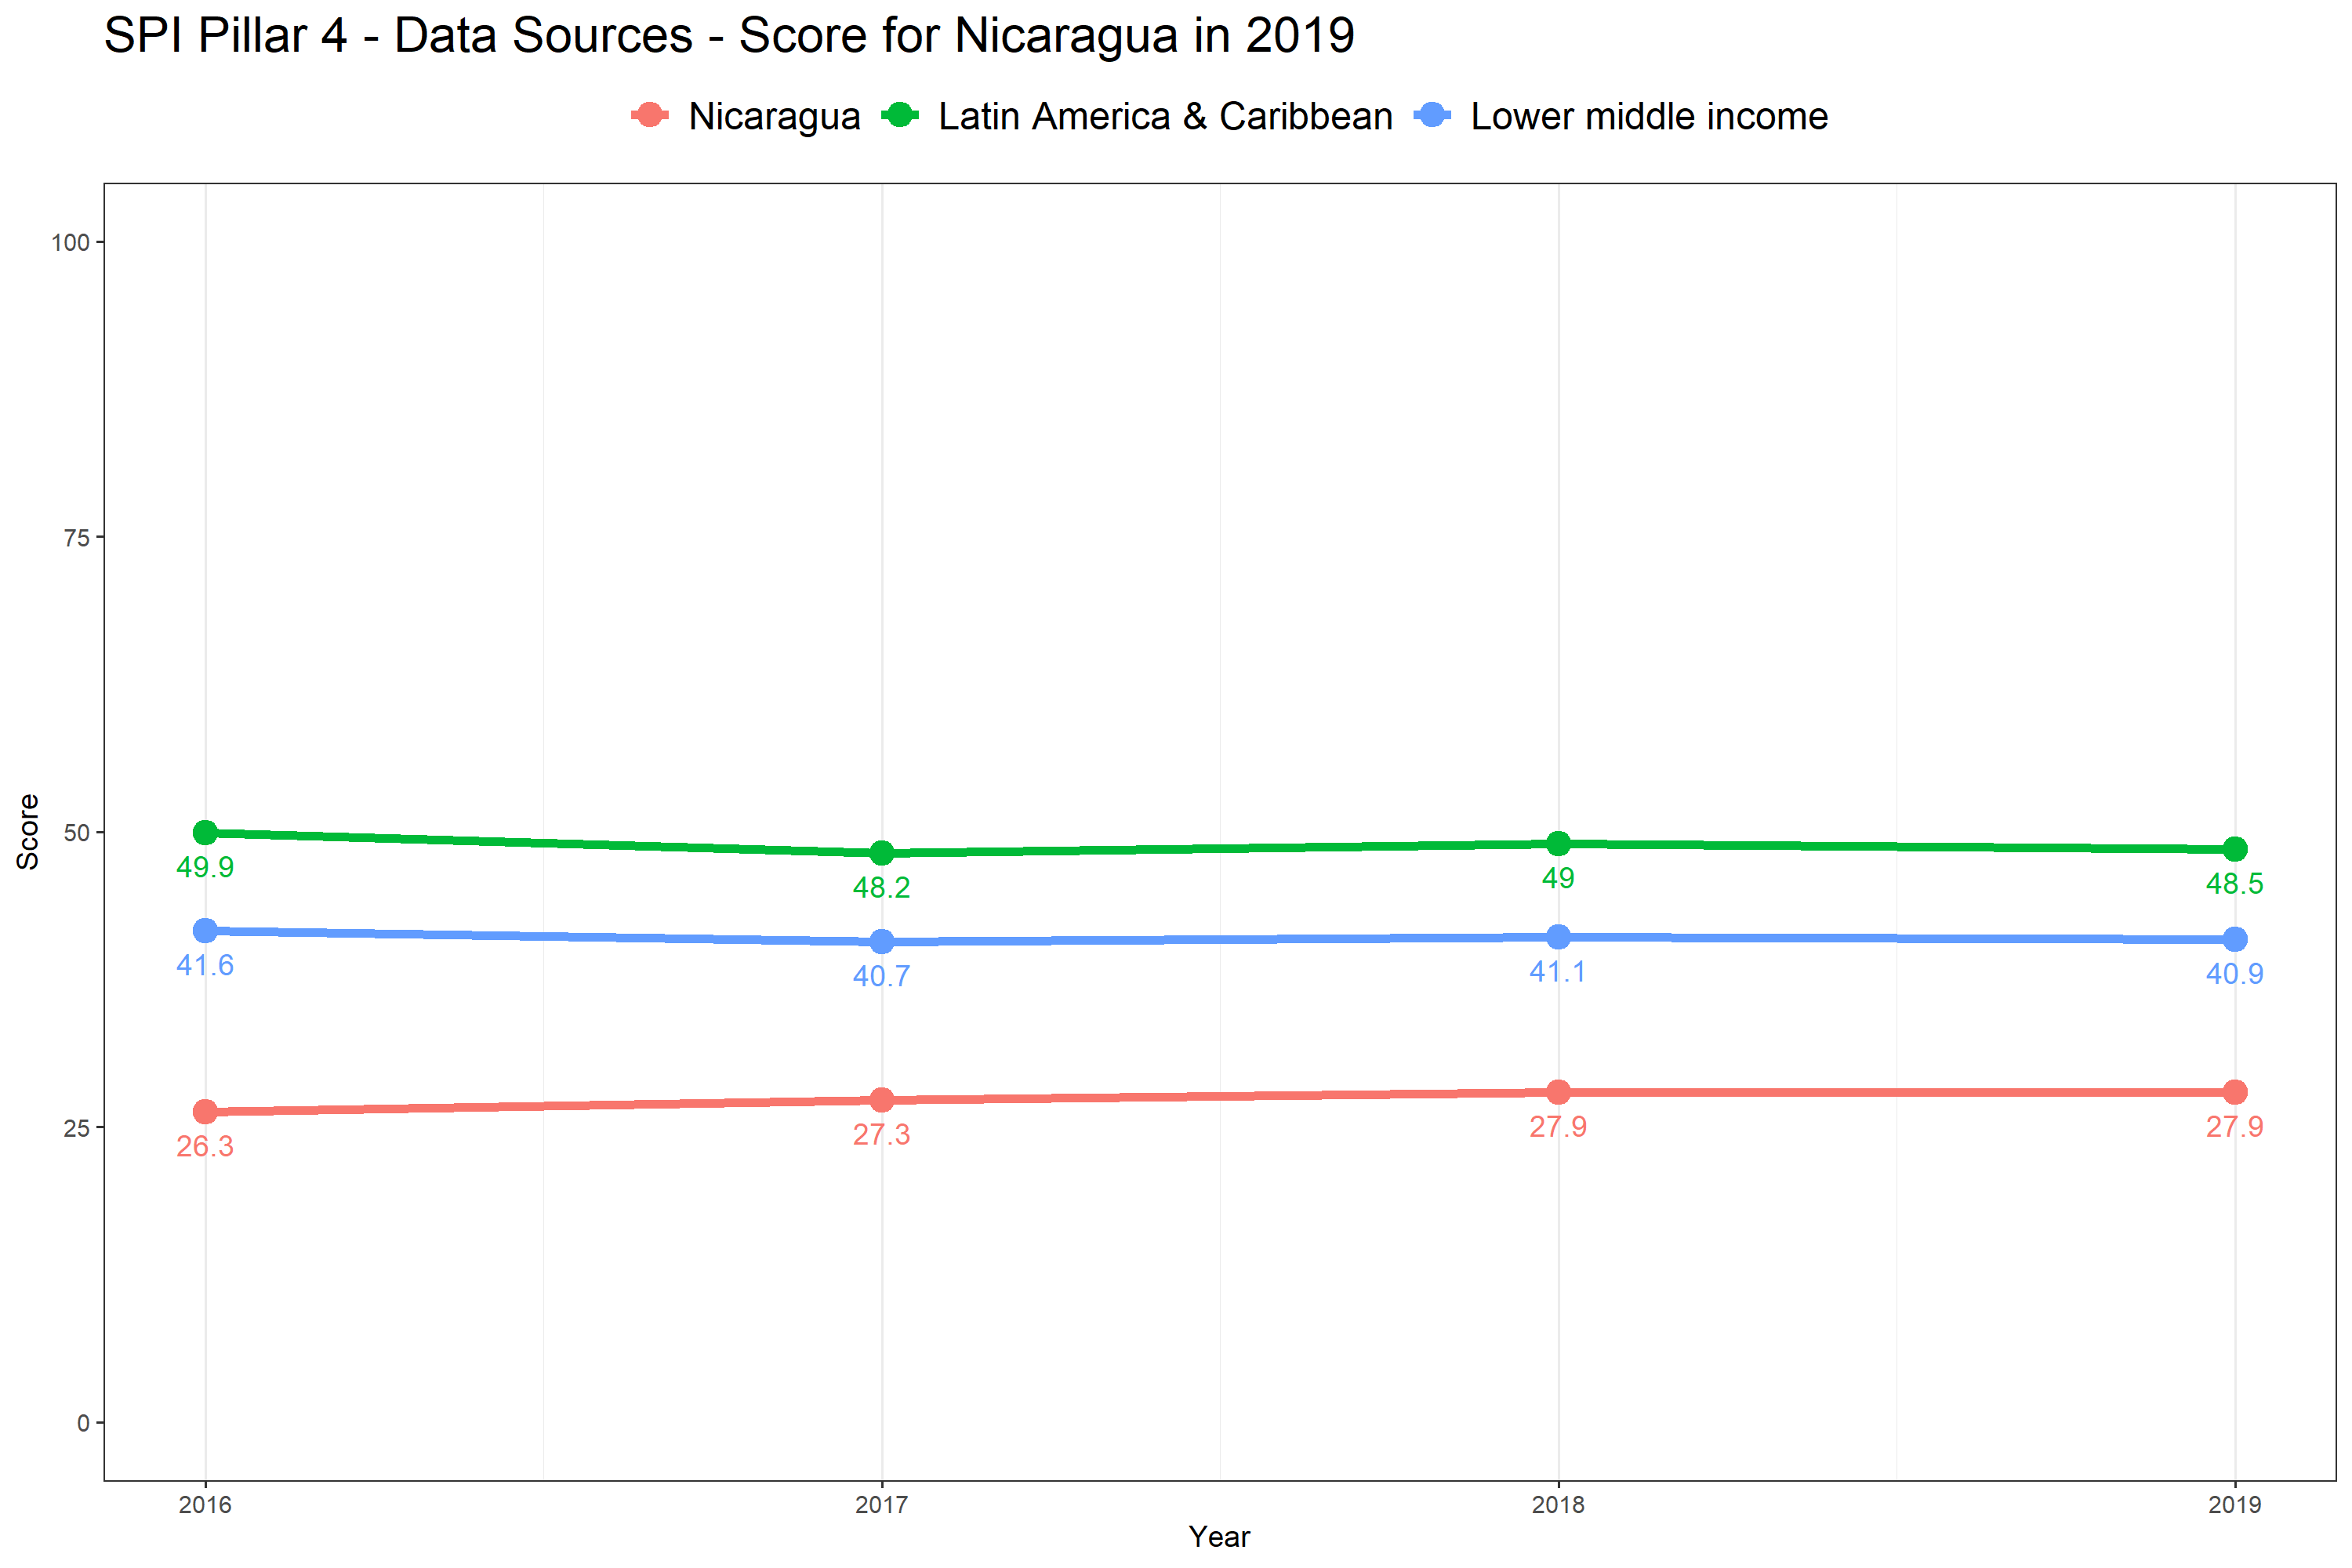 SPI Pillar 4 - Data Sources - Score for Nicaragua in 2019
Nicaragua Latin America & Caribbean Lower middle income
100
75
50
25
0
Score
49.9 48.2 49 48.5
41.6 40.7 41.1 40.9
26.3 27.3 27.9 27.9
2016 2017 2018 2019
Year